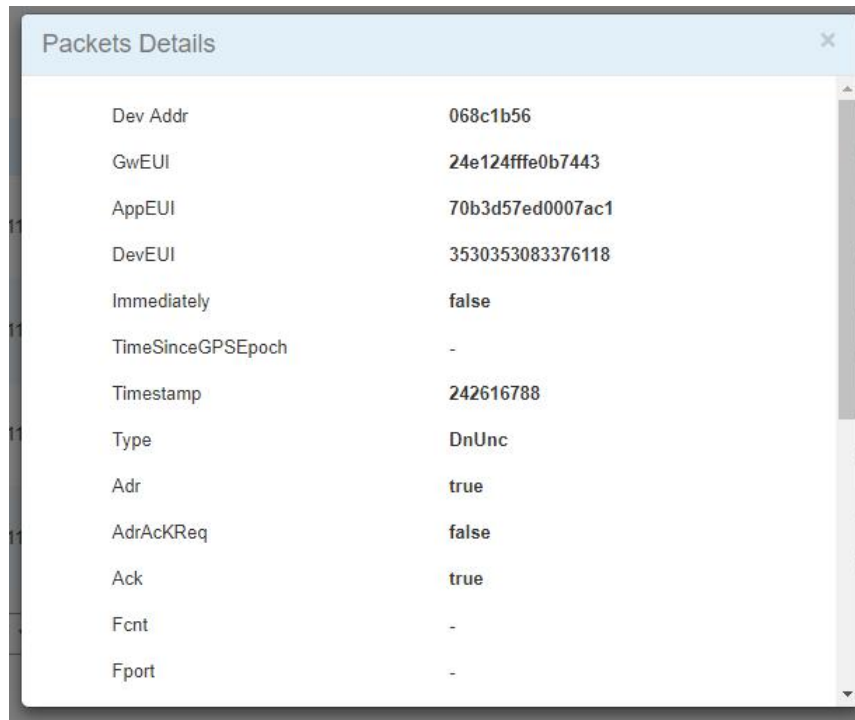 Packets Details ×
Dev Addr 068c1b56
GwEUI 24e124fffe0b7443
AppEUI 70b3d57ed0007ac1
DevEUI 3530353083376118
Immediately false
TimeSinceGPSEpoch -
Timestamp 242616788
Type DnUnc
Adr true
AdrAcKReq false
Ack true
Fcnt -
Fport -